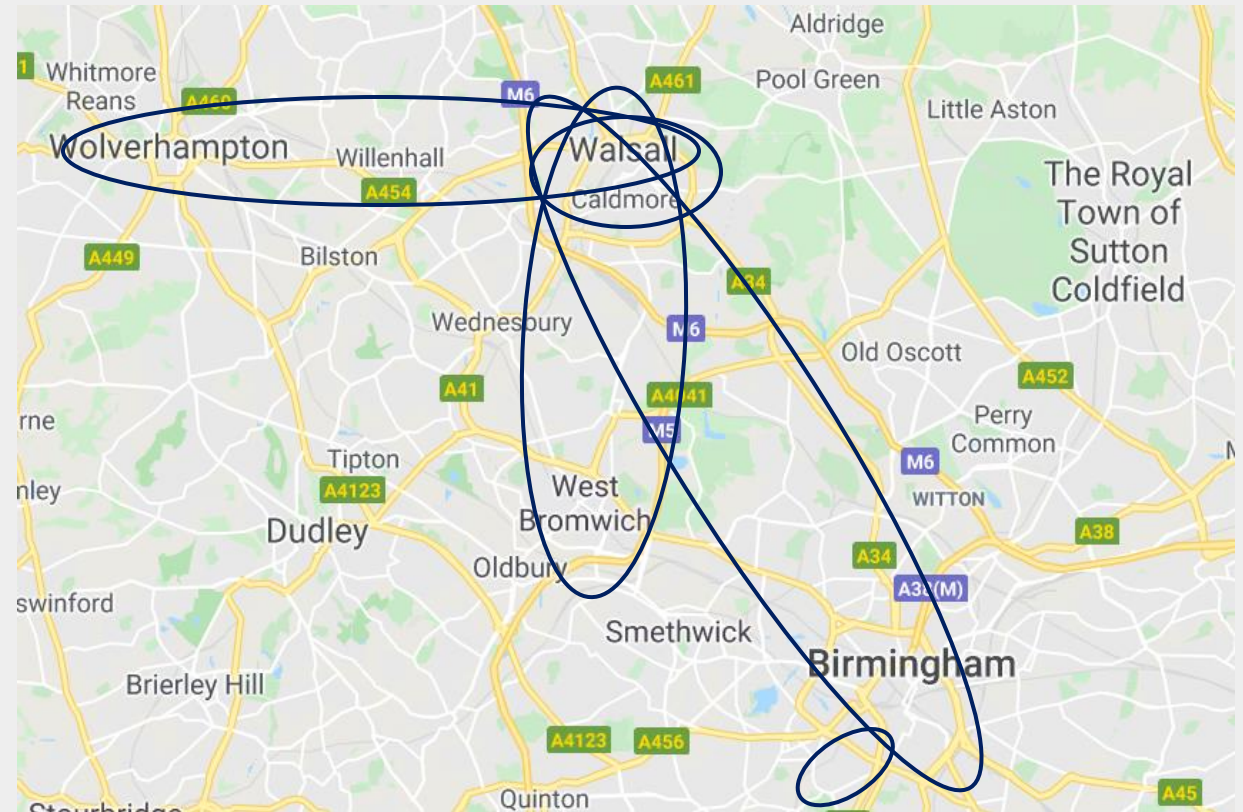 Aldridge
1
Whitmore
Reans
A460
M6
A461
Pool Green
Little Aston
Wolverhampton
Willenhall
Walsall
A454
Caldmore
The Royal
Town of
Sutton
Coldfield
A449
Bilston
A34
Wednesbury
M6
Old Oscott
A41
A4041
A452
rne
M5
Perry
Common
Tipton
M6
nley
A4123
West
Bromwich
WITTON
Dudley
A38
Oldbury
A34
A38(M)
swinford
Smethwick
Birmingham
Brierley Hill
A4123
A456
Quinton
A45